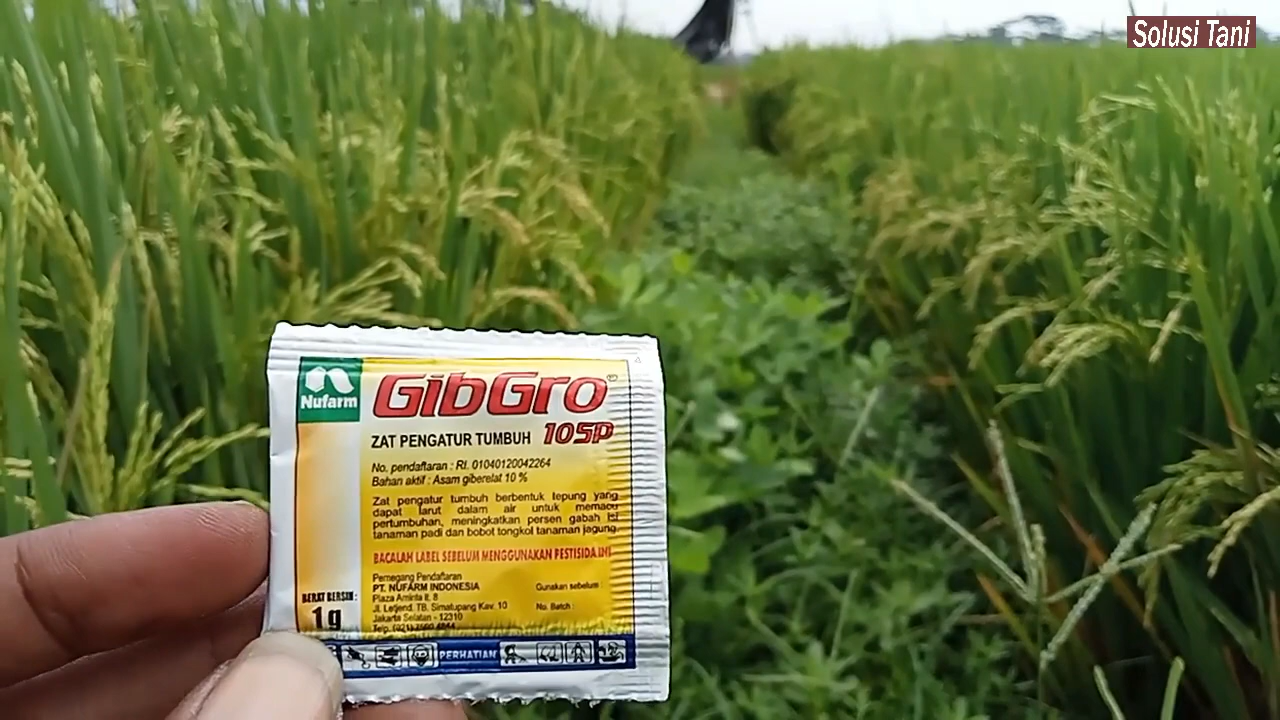 Solusi Tani
Nufarm
GibGro
ZAT PENGATUR TUMBUH 10SP
No. pendaftaran : RI. 01040120042264
Bahan aktif : Asam giberelat 10 %
Zat pengatur tumbuh berbentuk tepung yang
dapat larut dalam air untuk memacu
pertumbuhan, meningkatkan persen gabah isi
tanaman padi dan bobot tongkol tanaman jagung.
BACALAH LABEL SEBELUM MENGGUNAKAN PESTISIDA INI
Pemegang Pendaftaran
PT. NUFARM INDONESIA Gunakan sebelum
Plaza Aminta lt. 8
Jl. Letjend. TB. Simatupang Kav. 10 No. Batch :
Jakarta Selatan - 12310
Telp. (021)
BERAT BERSIH :
1g
PERHATIAN